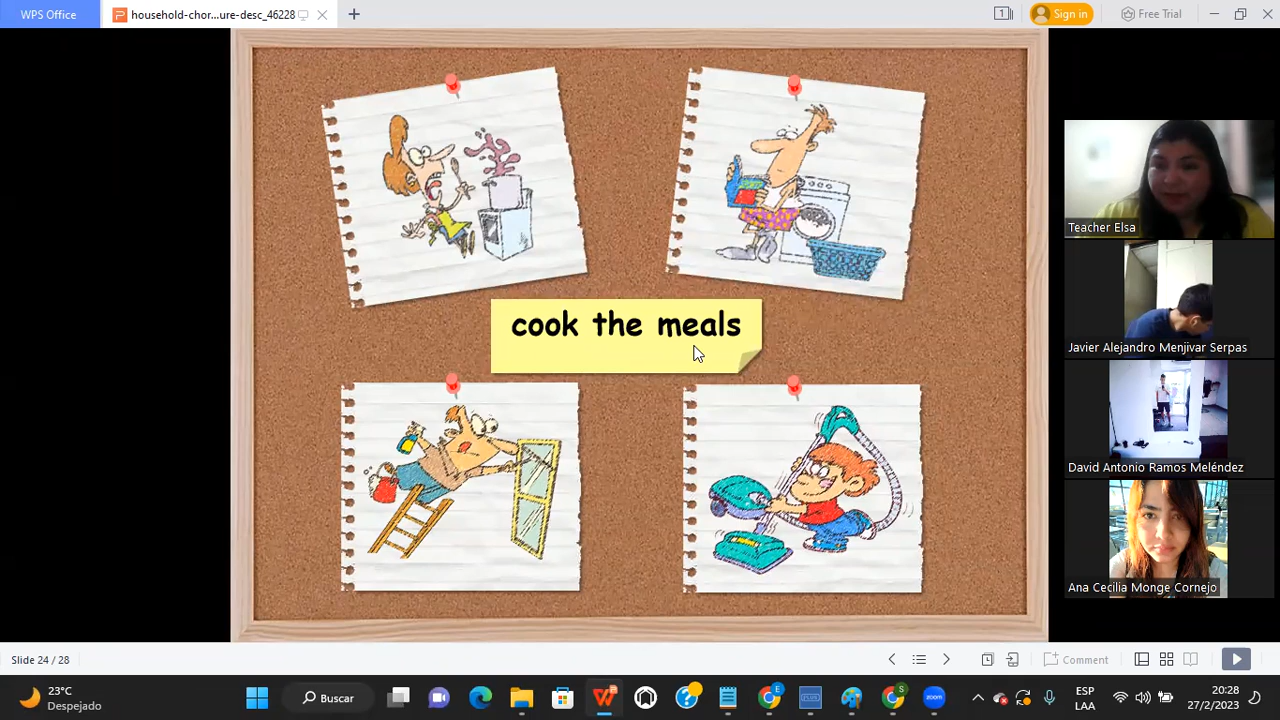 WPS Office
household-chor...ure-desc_46228
1
Sign in
Free Trial
cook the meals
Teacher Elsa
Javier Alejandro Menjivar Serpas
David Antonio Ramos Meléndez
Ana Cecilia Monge Cornejo
Slide 24 / 28
Comment
23°C
Despejado
Buscar
ESP
LAA
20:28
27/2/2023